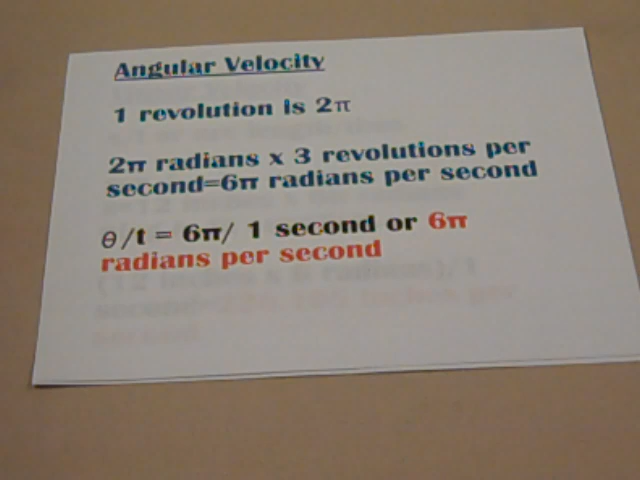 Angular Velocity
1 revolution is 2π
2π radians x 3 revolutions per
second=6π radians per second
θ/t = 6π/ 1 second or 6π
radians per second